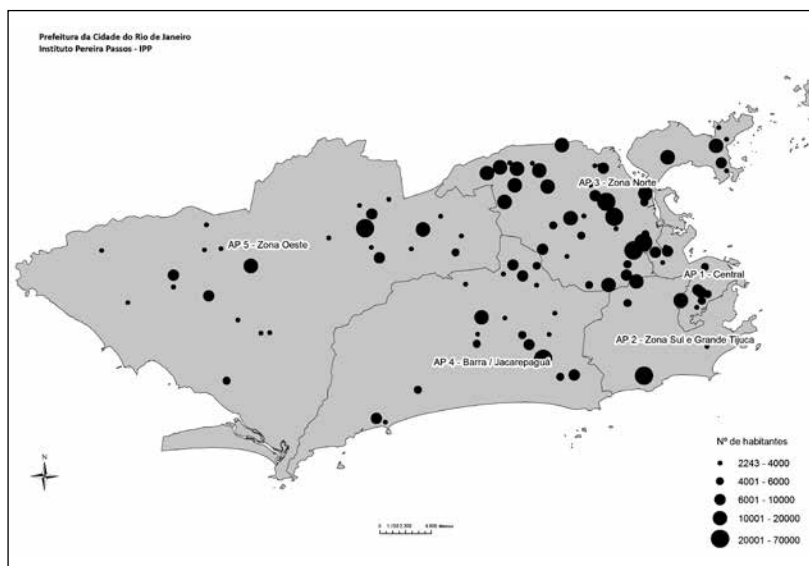 Prefeitura da Cidade do Rio de Janeiro
Instituto Pereira Passos - IPP
AP 3 - Zona Norte
AP 5 - Zona Oeste
AP 1 - Central
AP 2 - Zona Sul e Grande Tijuca
AP 4 - Barra / Jacarepaguá
Nº de habitantes
2243 - 4000
4001 - 6000
6001 - 10000
10001 - 20000
20001 - 70000
N